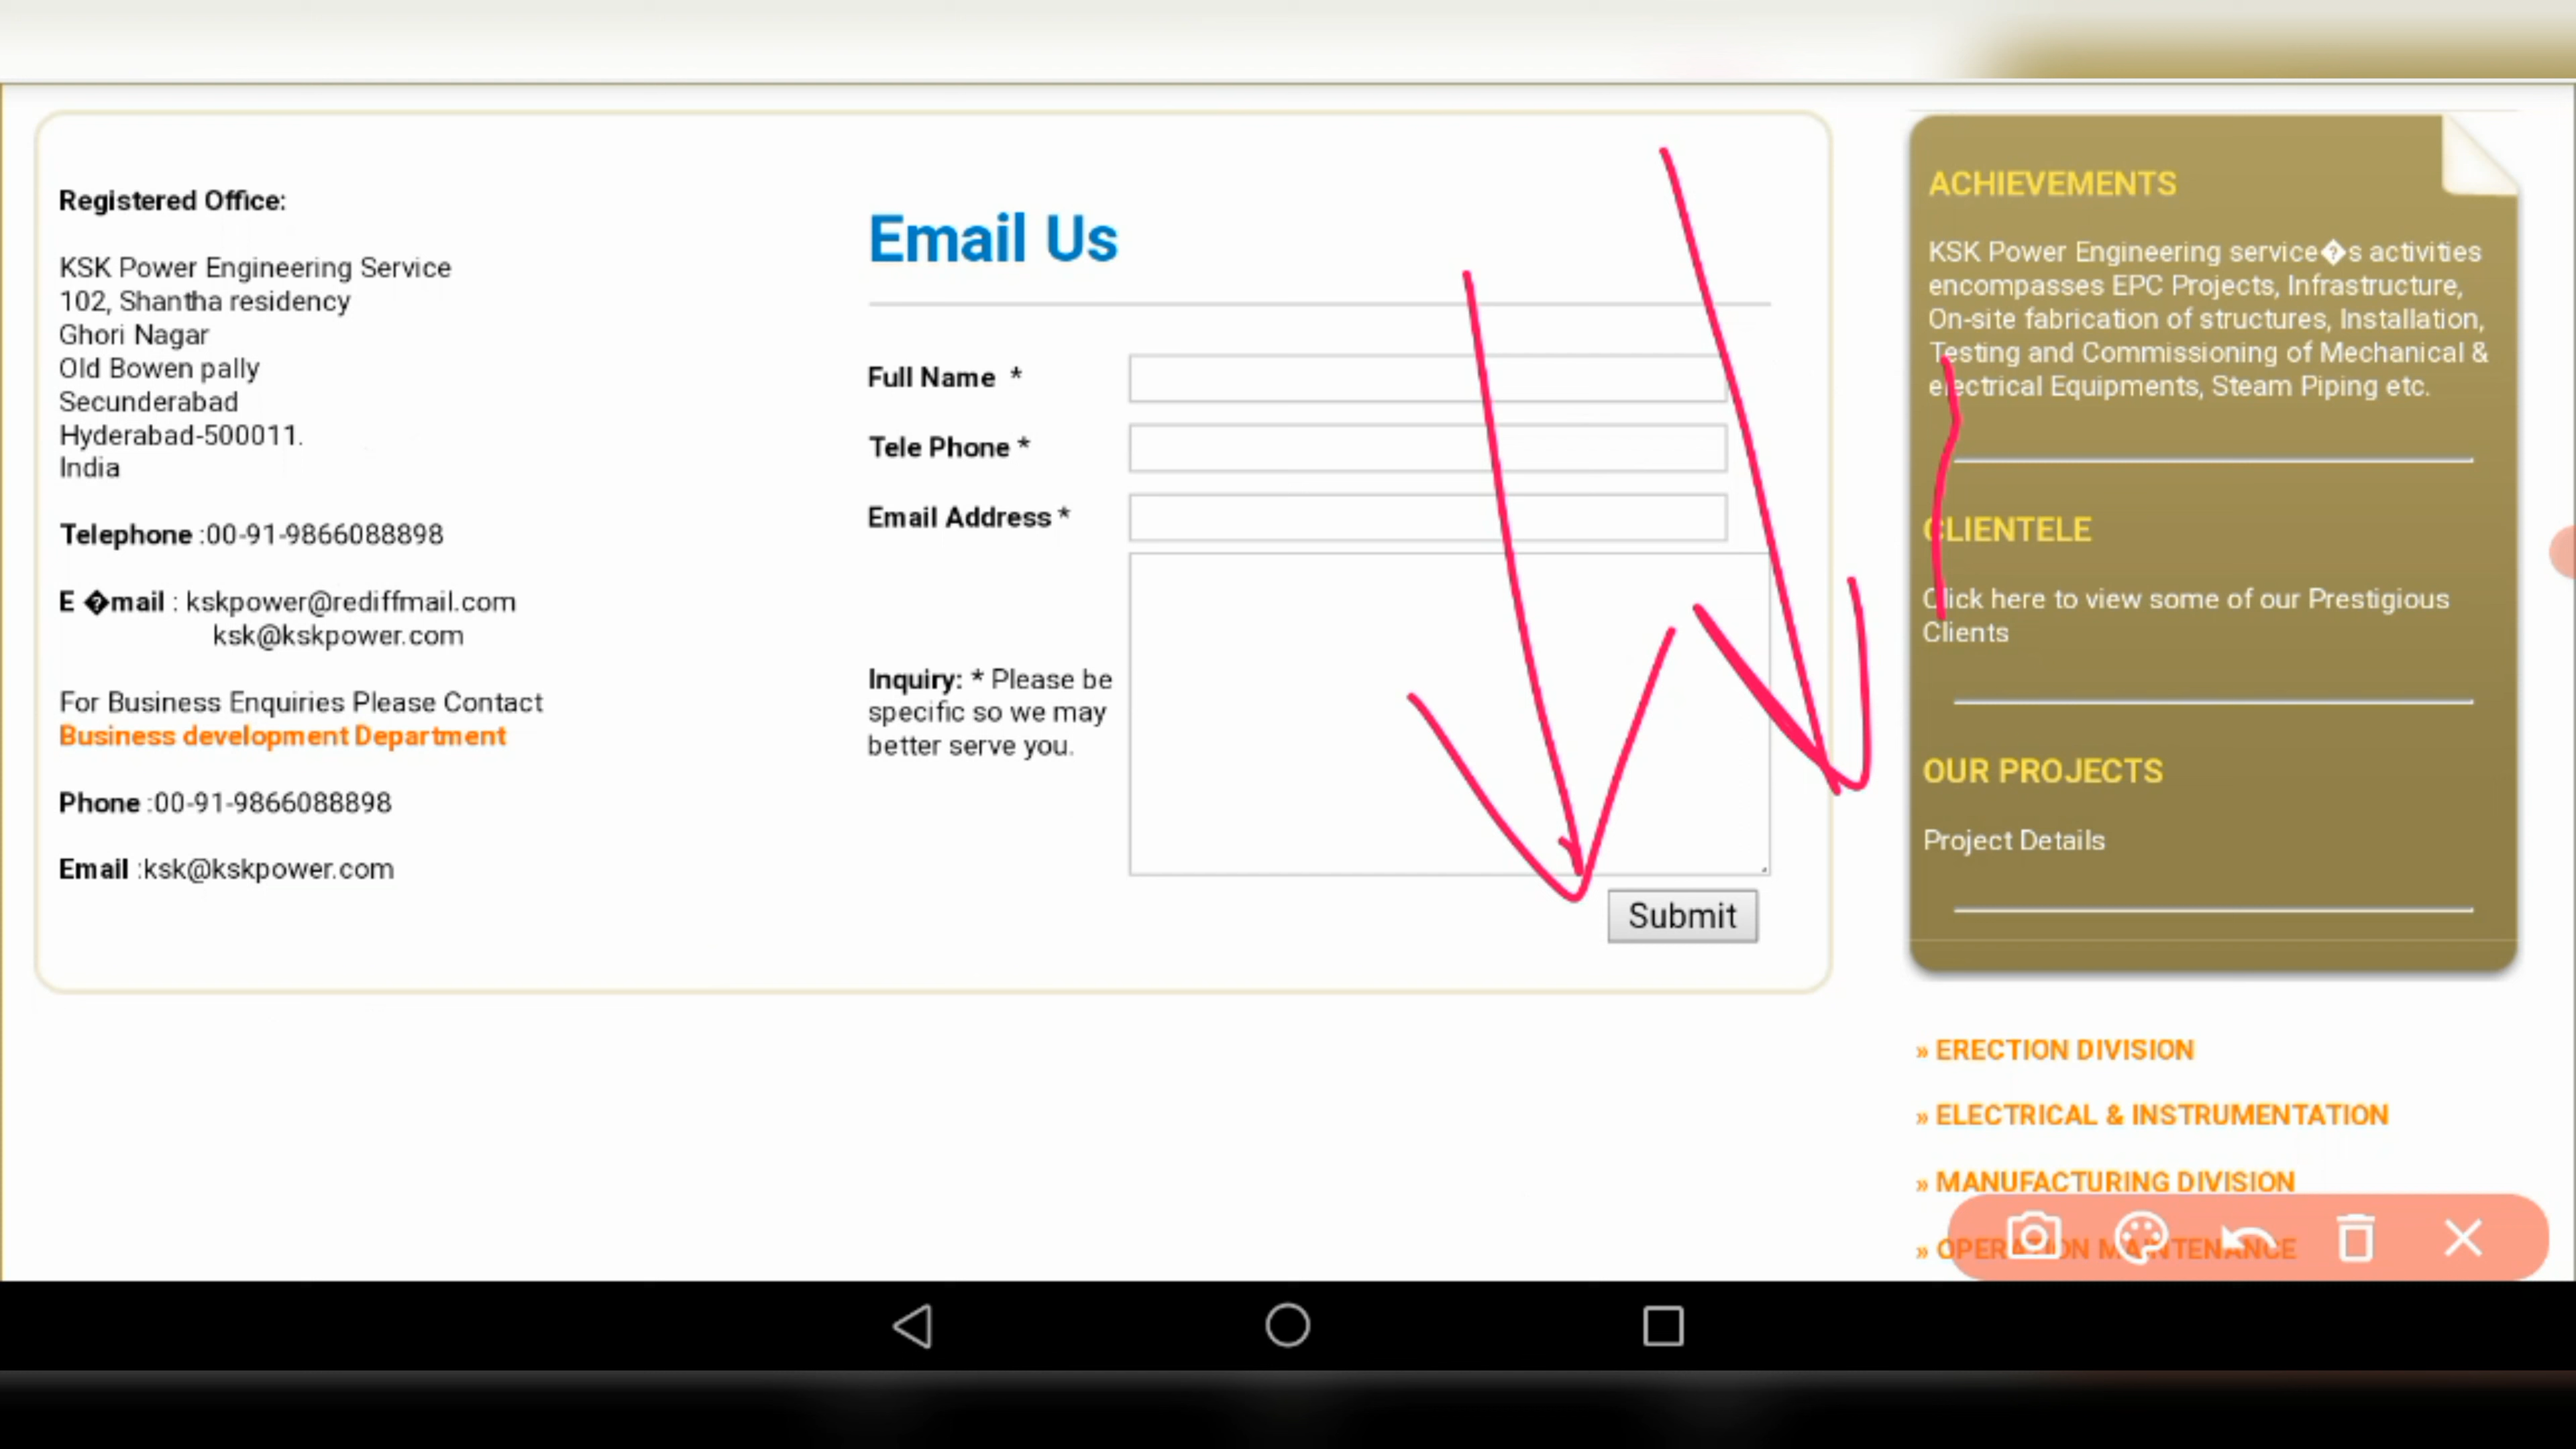 Registered Office:
KSK Power Engineering Service
102, Shantha residency
Ghori Nagar
Old Bowen pally
Secunderabad
Hyderabad-500011.
India
Telephone :00-91-9866088898
E �mail : kskpower@rediffmail.com
ksk@kskpower.com
For Business Enquiries Please Contact
Business development Department
Phone :00-91-9866088898
Email :ksk@kskpower.com
Email Us
Full Name *
Tele Phone *
Email Address *
Inquiry: * Please be
specific so we may
better serve you.
Submit
ACHIEVEMENTS
KSK Power Engineering service�s activities
encompasses EPC Projects, Infrastructure,
On-site fabrication of structures, Installation,
Testing and Commissioning of Mechanical &
electrical Equipments, Steam Piping etc.
CLIENTELE
Click here to view some of our Prestigious
Clients
OUR PROJECTS
Project Details
» ERECTION DIVISION
» ELECTRICAL & INSTRUMENTATION
» MANUFACTURING DIVISION
» OPERATION MAINTENANCE